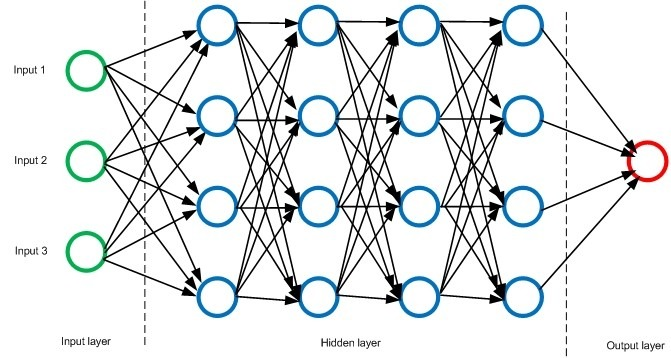 Input 1
Input 2
Input 3
Input layer
Hidden layer
Output layer